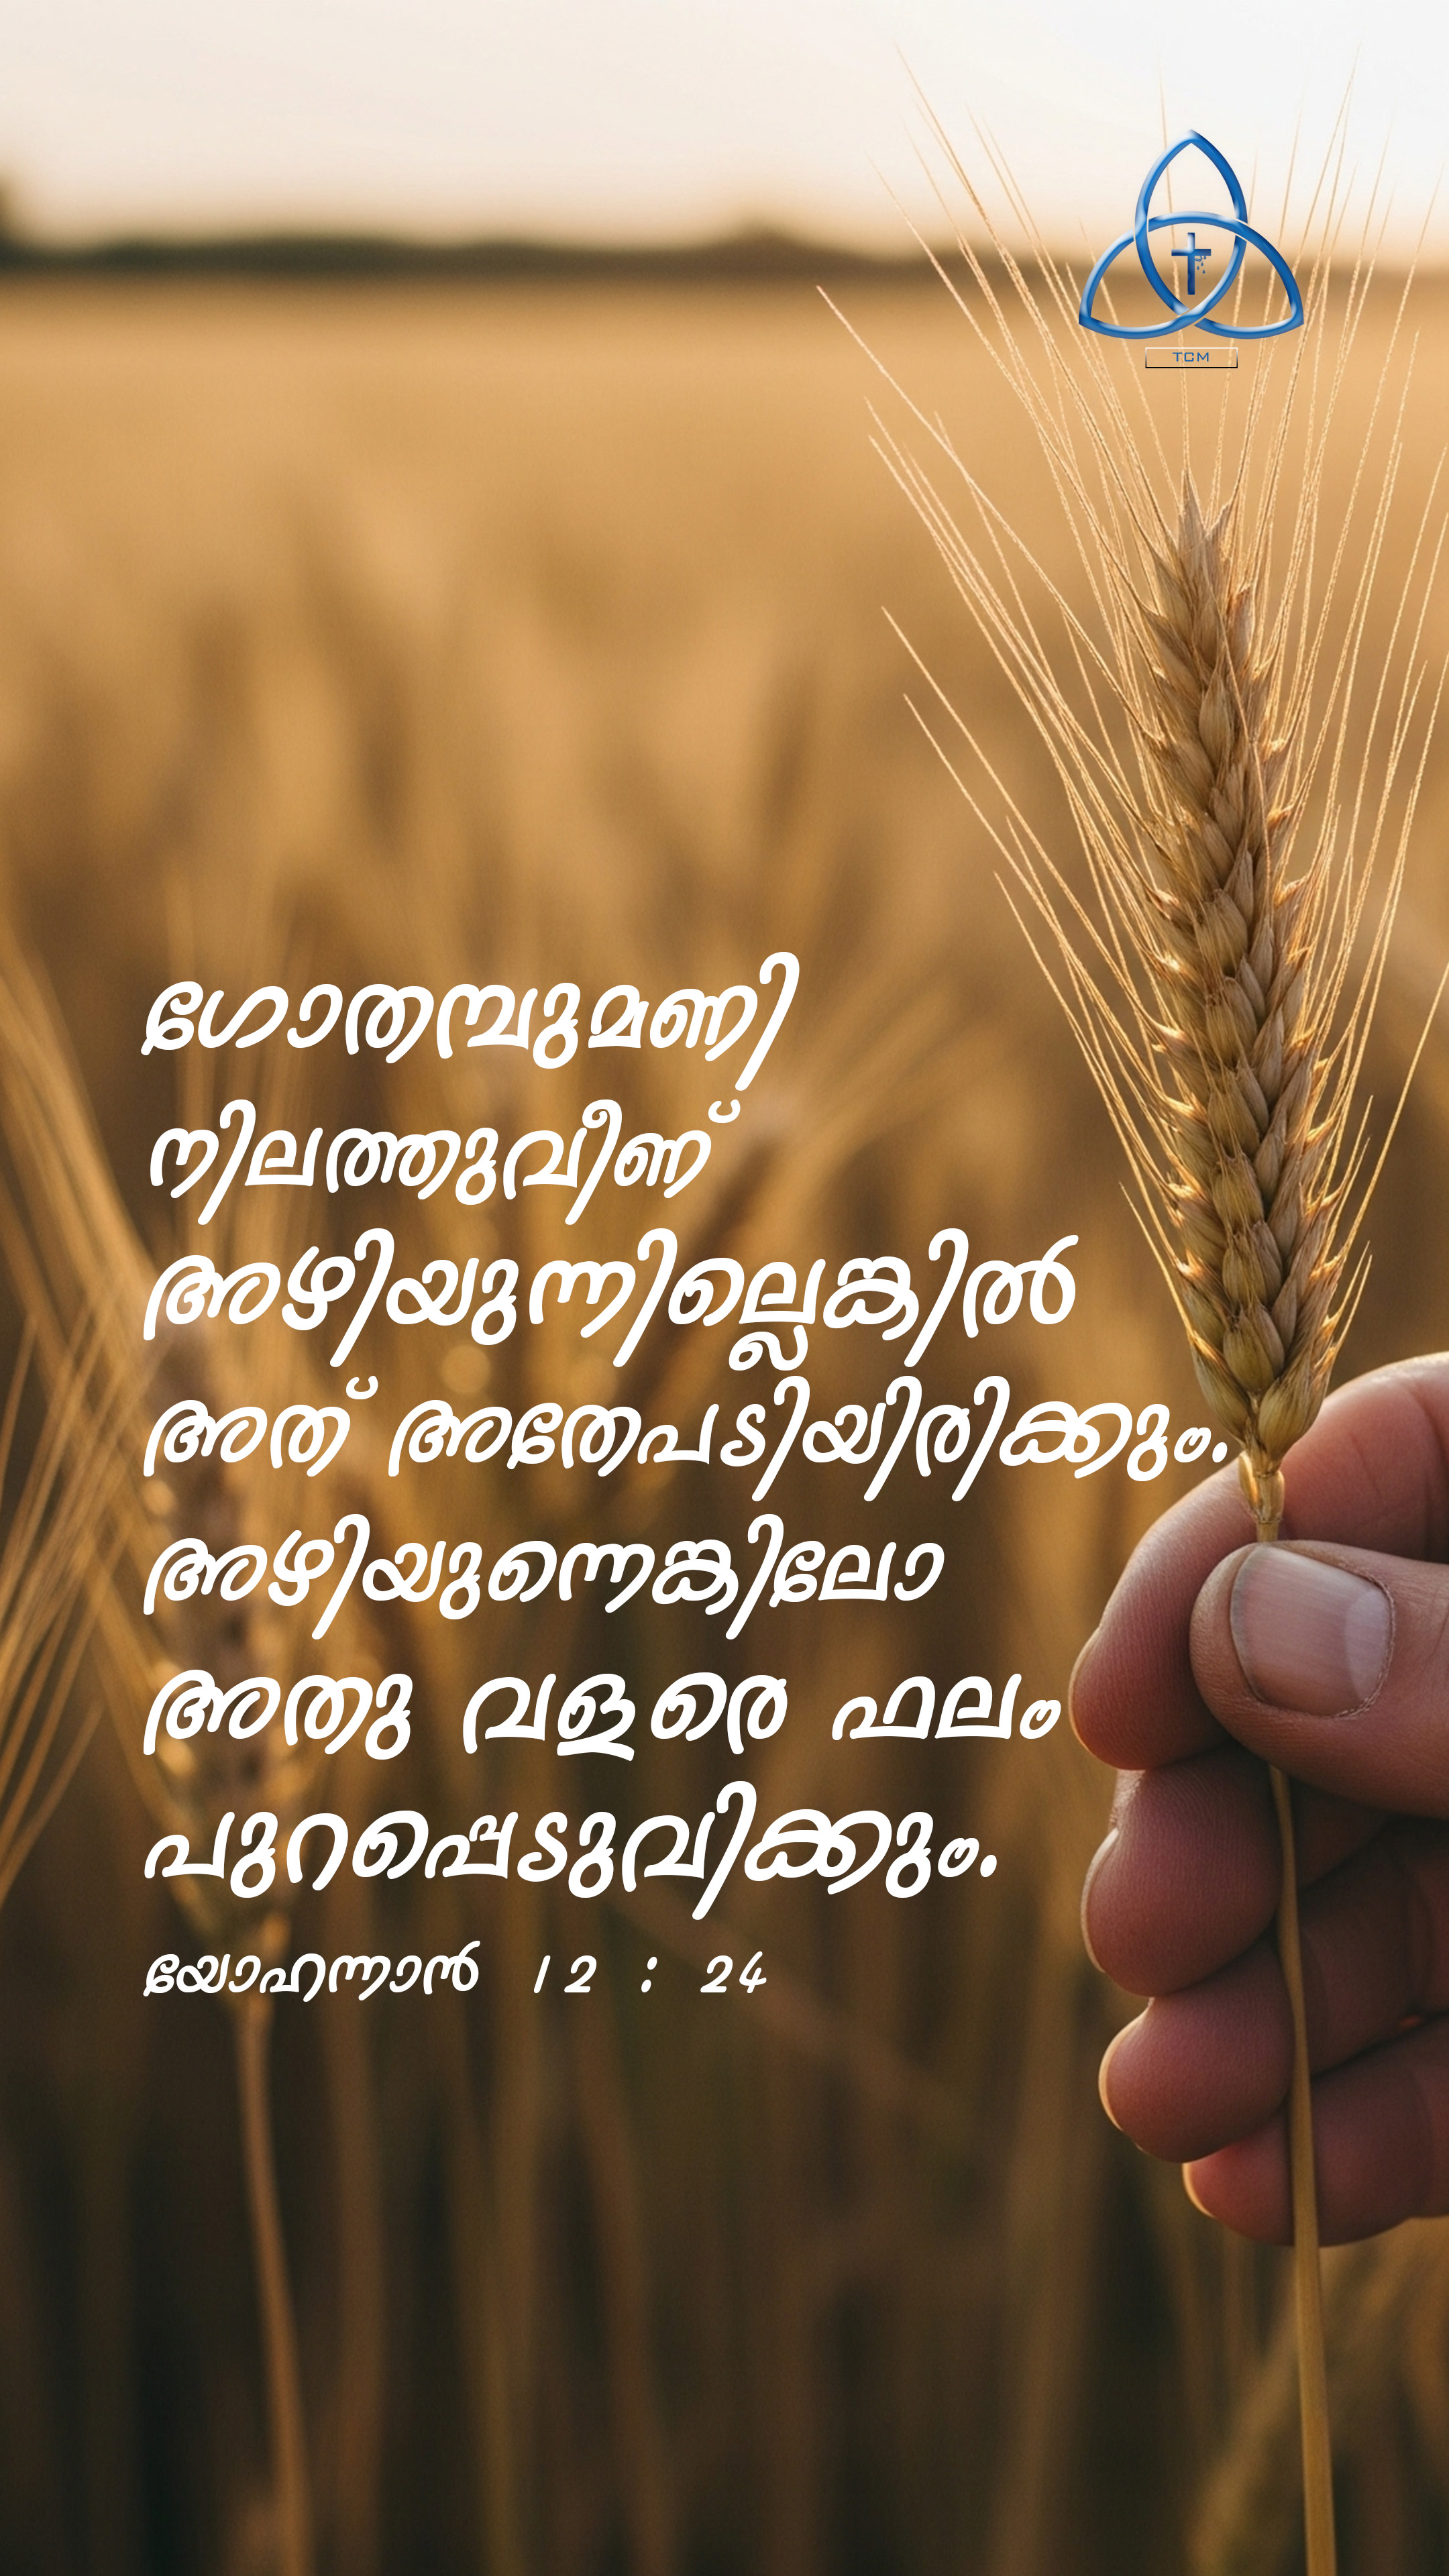 TCM
ഗോതമ്പുമണി
നിലത്തുവീണ്
അഴിയുന്നില്ലെങ്കിൽ
അത് അതേപടിയിരിക്കും.
അഴിയുന്നെങ്കിലോ
അതു വളരെ ഫലം
പുറപ്പെടുവിക്കും.
യോഹന്നാൻ 12 : 24